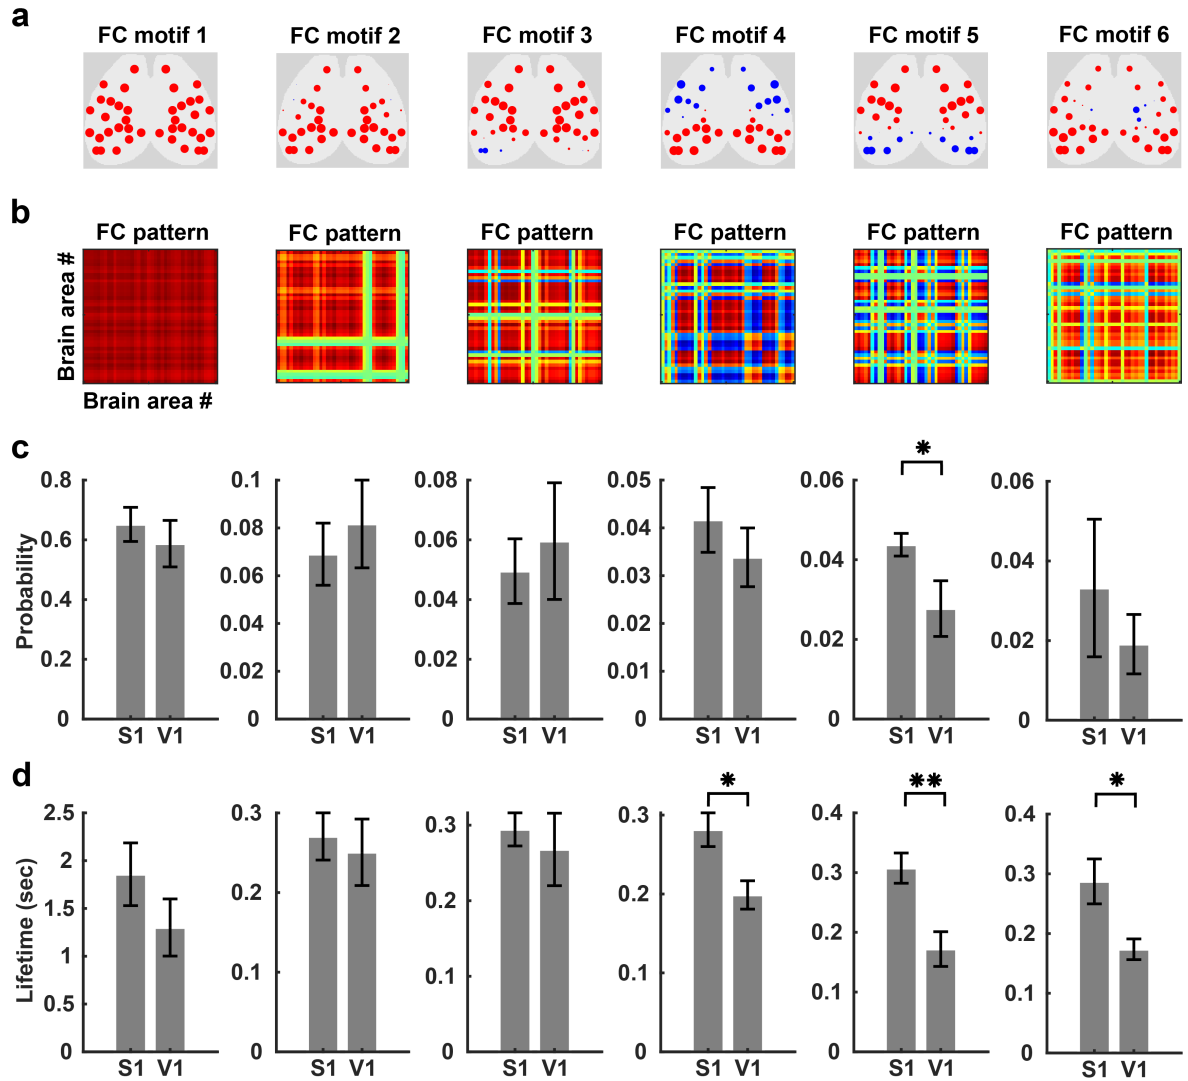 a
FC motif 1 FC motif 2 FC motif 3 FC motif 4 FC motif 5 FC motif 6
b
FC pattern FC pattern FC pattern FC pattern FC pattern FC pattern
Brain area #
Brain area #
c
Probability
0.8 0.6 0.4 0.2 0
S1 V1
0.1 0.08 0.06 0.04 0.02 0
S1 V1
0.08 0.06 0.04 0.02 0
S1 V1
0.05 0.04 0.03 0.02 0.01 0
S1 V1
*
0.06 0.04 0.02 0
S1 V1
0.06 0.04 0.02 0
S1 V1
d
Lifetime (sec)
2.5 2 1.5 1 0.5 0
S1 V1
0.3 0.2 0.1 0
S1 V1
0.3 0.2 0.1 0
S1 V1
*
0.3 0.2 0.1 0
S1 V1
**
0.4 0.3 0.2 0.1 0
S1 V1
*
0.4 0.3 0.2 0.1 0
S1 V1